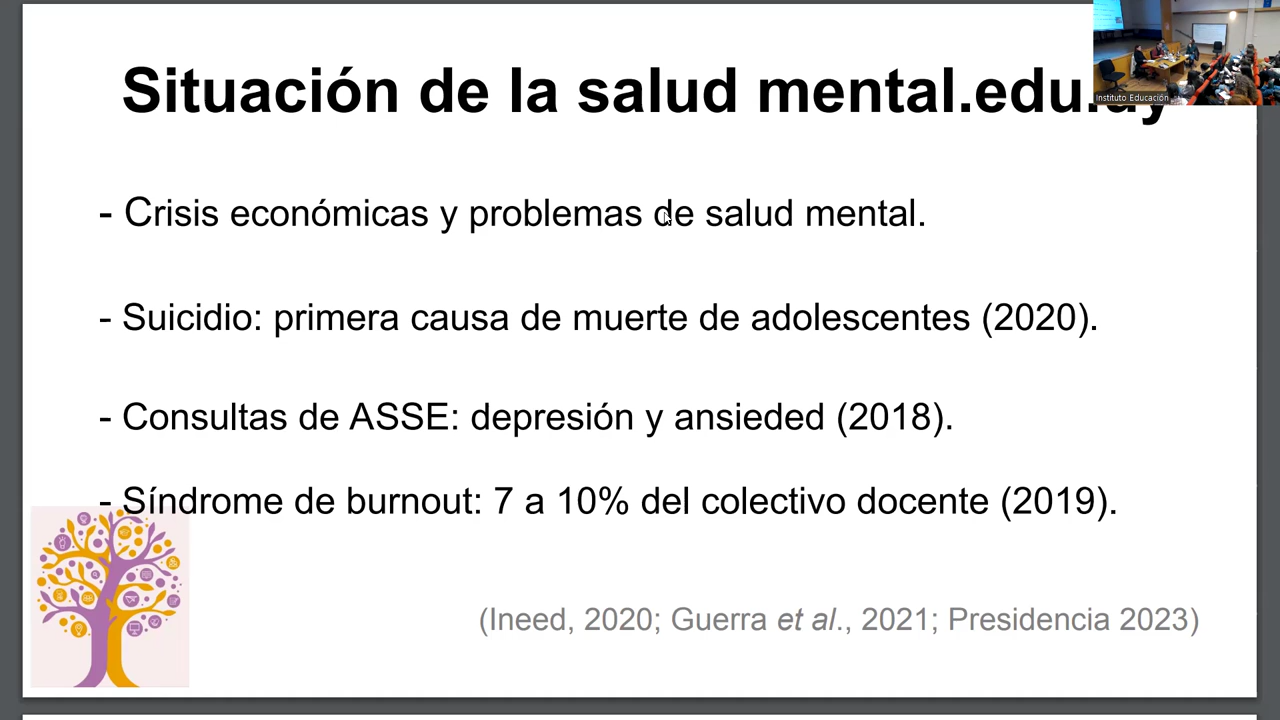 Situación de la salud mental.edu.uy
Instituto Educación
- Crisis económicas y problemas de salud mental.
- Suicidio: primera causa de muerte de adolescentes (2020).
- Consultas de ASSE: depresión y ansieded (2018).
- Síndrome de burnout: 7 a 10% del colectivo docente (2019).
(Ineed, 2020; Guerra et al., 2021; Presidencia 2023)